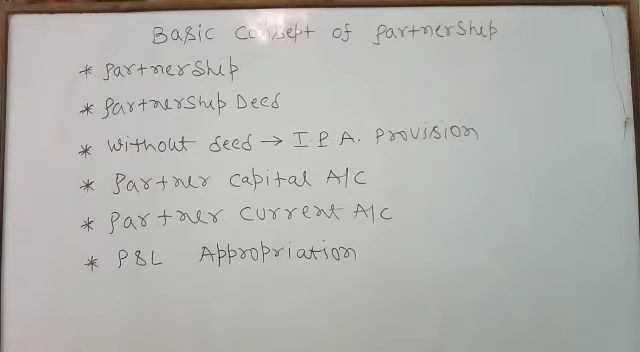 Basic Concept of Partnership
* Partnership
* Partnership Deed
* Without deed → I.P.A. Provision
* Partner Capital A/C
* Partner Current A/C
* P&L Appropriation